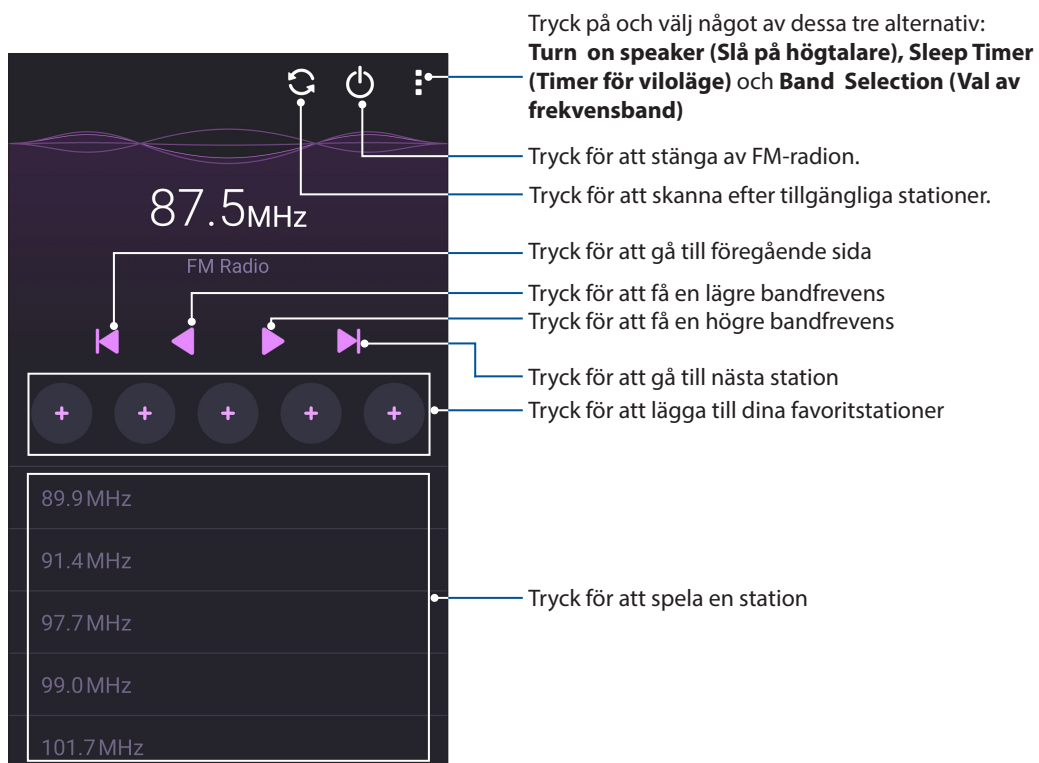 Tryck på och välj något av dessa tre alternativ:
Turn on speaker (Slå på högtalare), Sleep Timer
(Timer för viloläge) och Band Selection (Val av
frekvensband)
Tryck för att stänga av FM-radion.
Tryck för att skanna efter tillgängliga stationer.
87.5MHz
FM Radio
Tryck för att gå till föregående sida
Tryck för att få en lägre bandfrevens
Tryck för att få en högre bandfrevens
Tryck för att gå till nästa station
Tryck för att lägga till dina favoritstationer
89.9MHz
91.4MHz
97.7MHz
99.0MHz
101.7MHz
Tryck för att spela en station